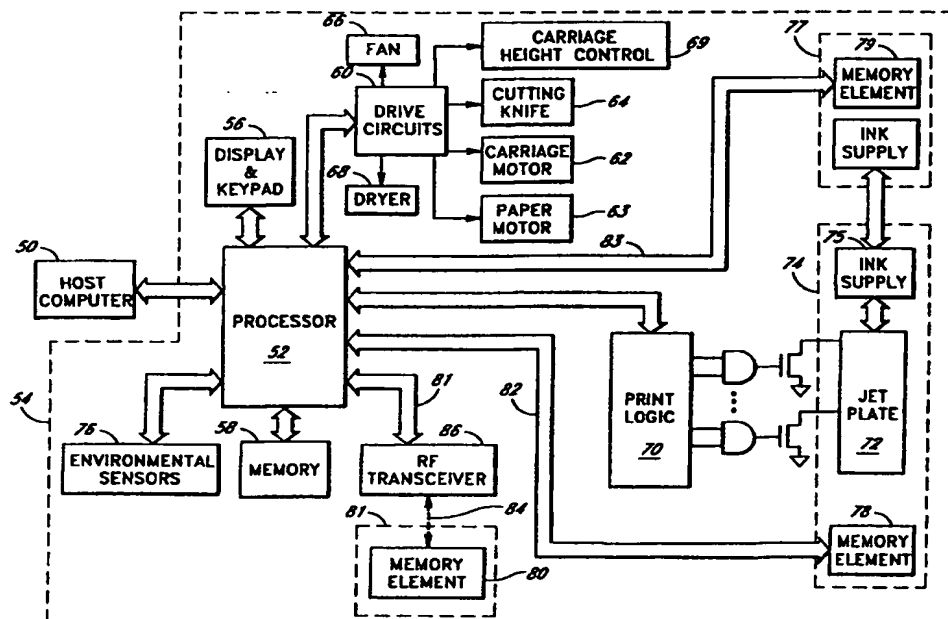 66
FAN
CARRIAGE
HEIGHT CONTROL
69
77
79
MEMORY
ELEMENT
60
DRIVE
CIRCUITS
CUTTING
KNIFE
64
56
DISPLAY
&
KEYPAD
CARRIAGE
MOTOR
62
INK
SUPPLY
68
DRYER
PAPER
MOTOR
63
83
50
HOST
COMPUTER
PROCESSOR
52
74
75
INK
SUPPLY
PRINT
LOGIC
70
JET
PLATE
72
54
76
ENVIRONMENTAL
SENSORS
58
MEMORY
81
86
RF
TRANSCEIVER
82
84
81
MEMORY
ELEMENT
80
78
MEMORY
ELEMENT